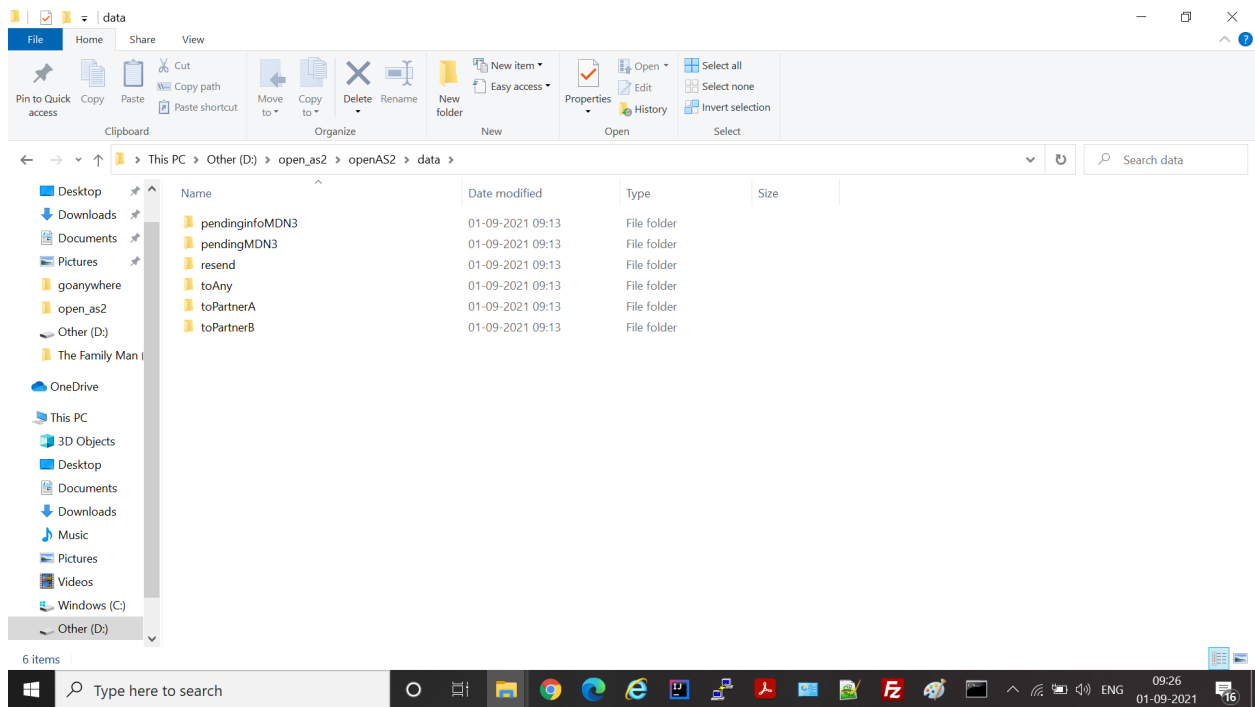 data
File Home Share View
Pin to Quick access
Copy
Paste
Cut
Copy path
Paste shortcut
Clipboard
Move to
Copy to
Delete
Rename
Organize
New folder
New item
Easy access
New
Properties
Open
Edit
History
Open
Select all
Select none
Invert selection
Select
This PC > Other (D:) > open_as2 > openAS2 > data >
Search data
Desktop
Downloads
Documents
Pictures
goanywhere
open_as2
Other (D:)
The Family Man (
OneDrive
This PC
3D Objects
Desktop
Documents
Downloads
Music
Pictures
Videos
Windows (C:)
Other (D:)
Name Date modified Type Size
pendinginfoMDN3 01-09-2021 09:13 File folder
pendingMDN3 01-09-2021 09:13 File folder
resend 01-09-2021 09:13 File folder
toAny 01-09-2021 09:13 File folder
toPartnerA 01-09-2021 09:13 File folder
toPartnerB 01-09-2021 09:13 File folder
6 items
Type here to search
ENG
09:26
01-09-2021
16